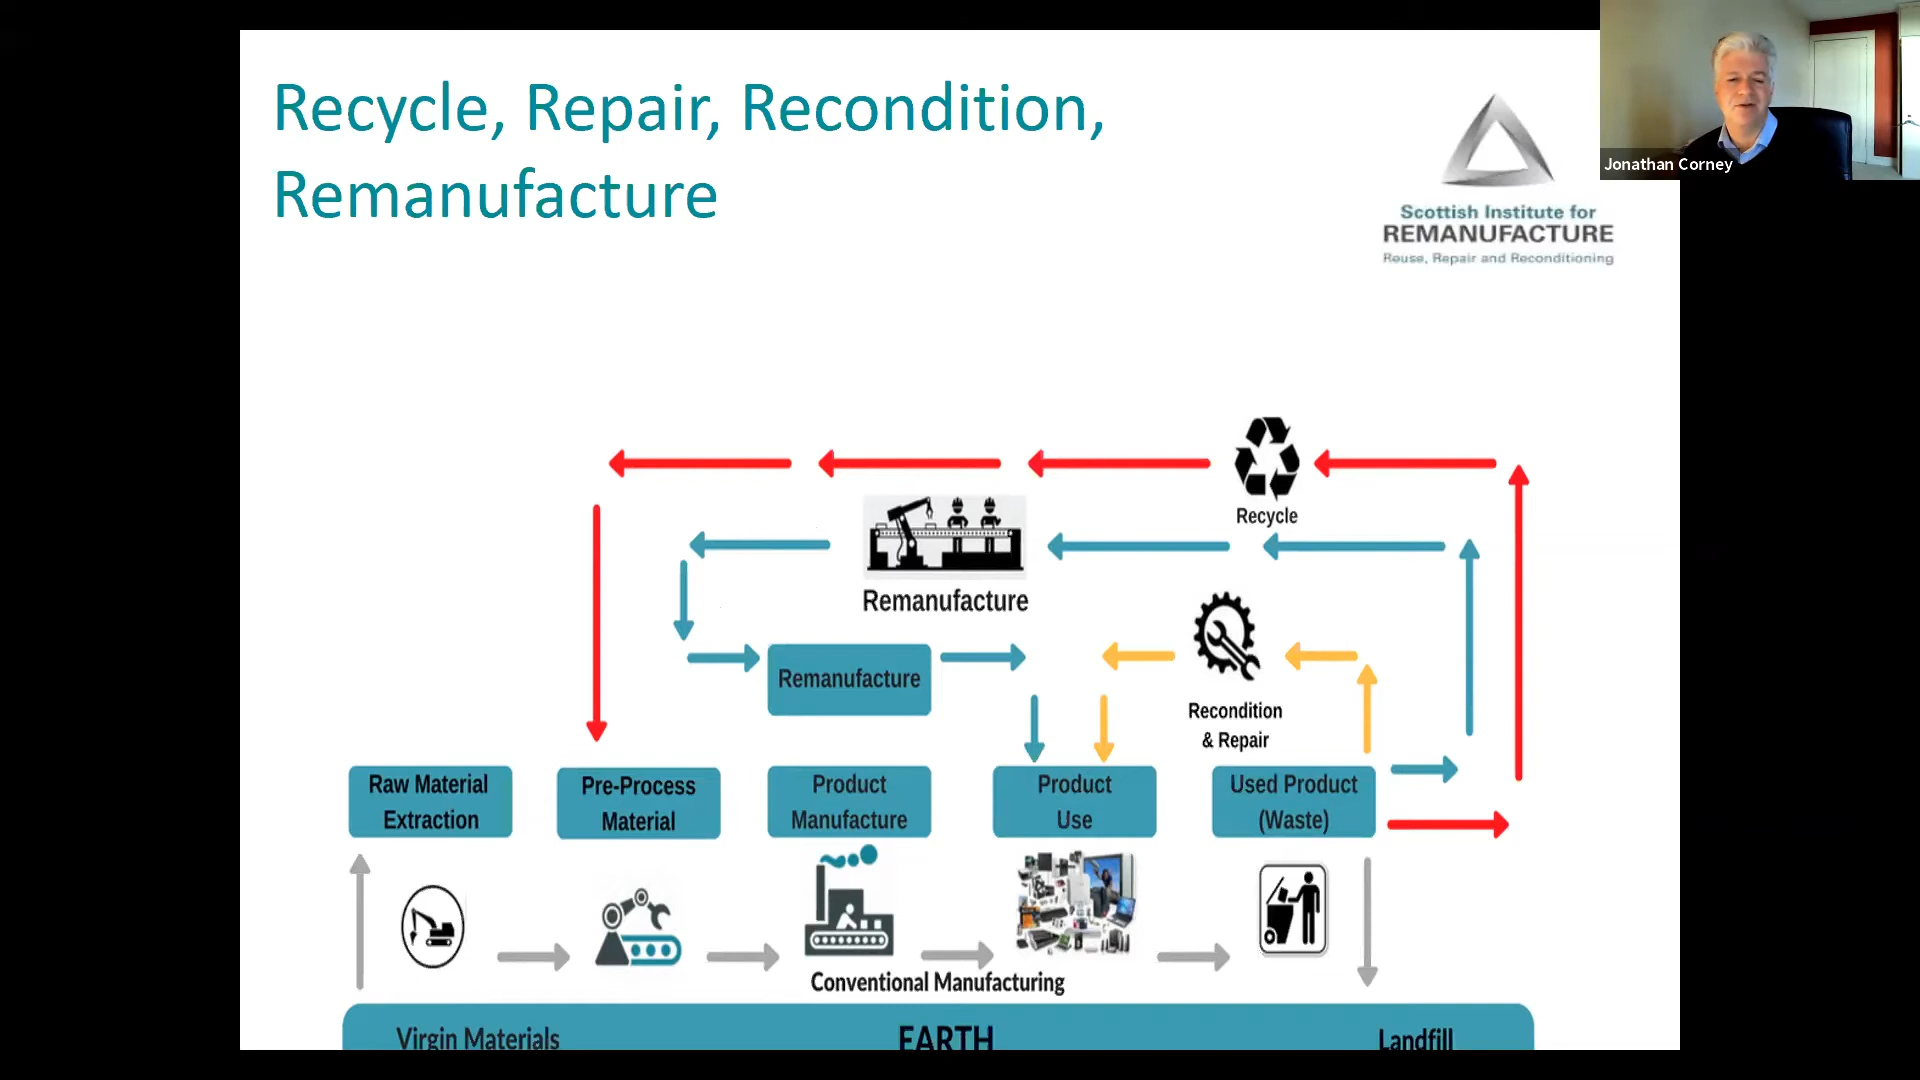 Recycle, Repair, Recondition,
Remanufacture
Jonathan Corney
Scottish Institute for
REMANUFACTURE
Reuse, Repair and Reconditioning
Recycle
Remanufacture
Remanufacture
Recondition
& Repair
Raw Material
Extraction
Pre-Process
Material
Product
Manufacture
Product
Use
Used Product
(Waste)
Conventional Manufacturing
Virgin Materials
EARTH
Landfill